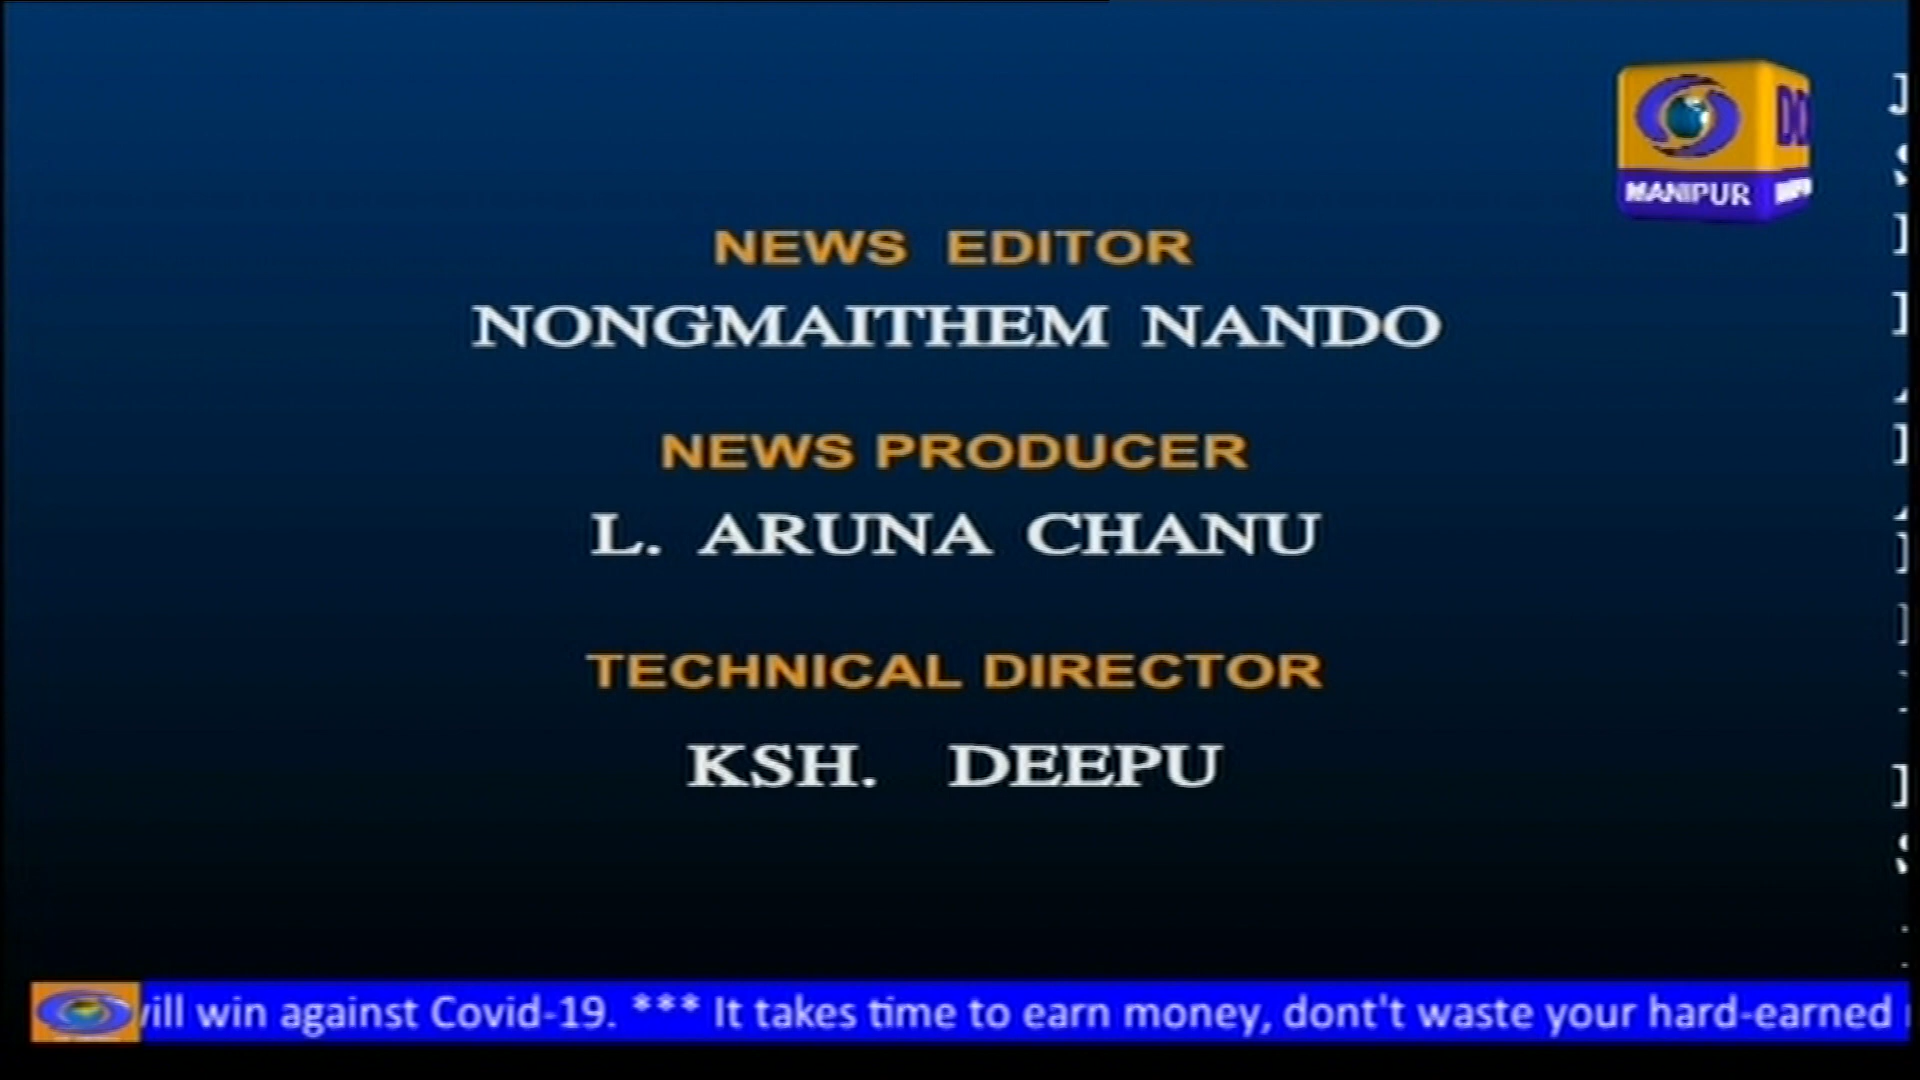 DD
MANIPUR
NEWS EDITOR
NONGMAITHEM NANDO
NEWS PRODUCER
L. ARUNA CHANU
TECHNICAL DIRECTOR
KSH. DEEPU
win against Covid-19. *** It takes time to earn money, dont't waste your hard-earned